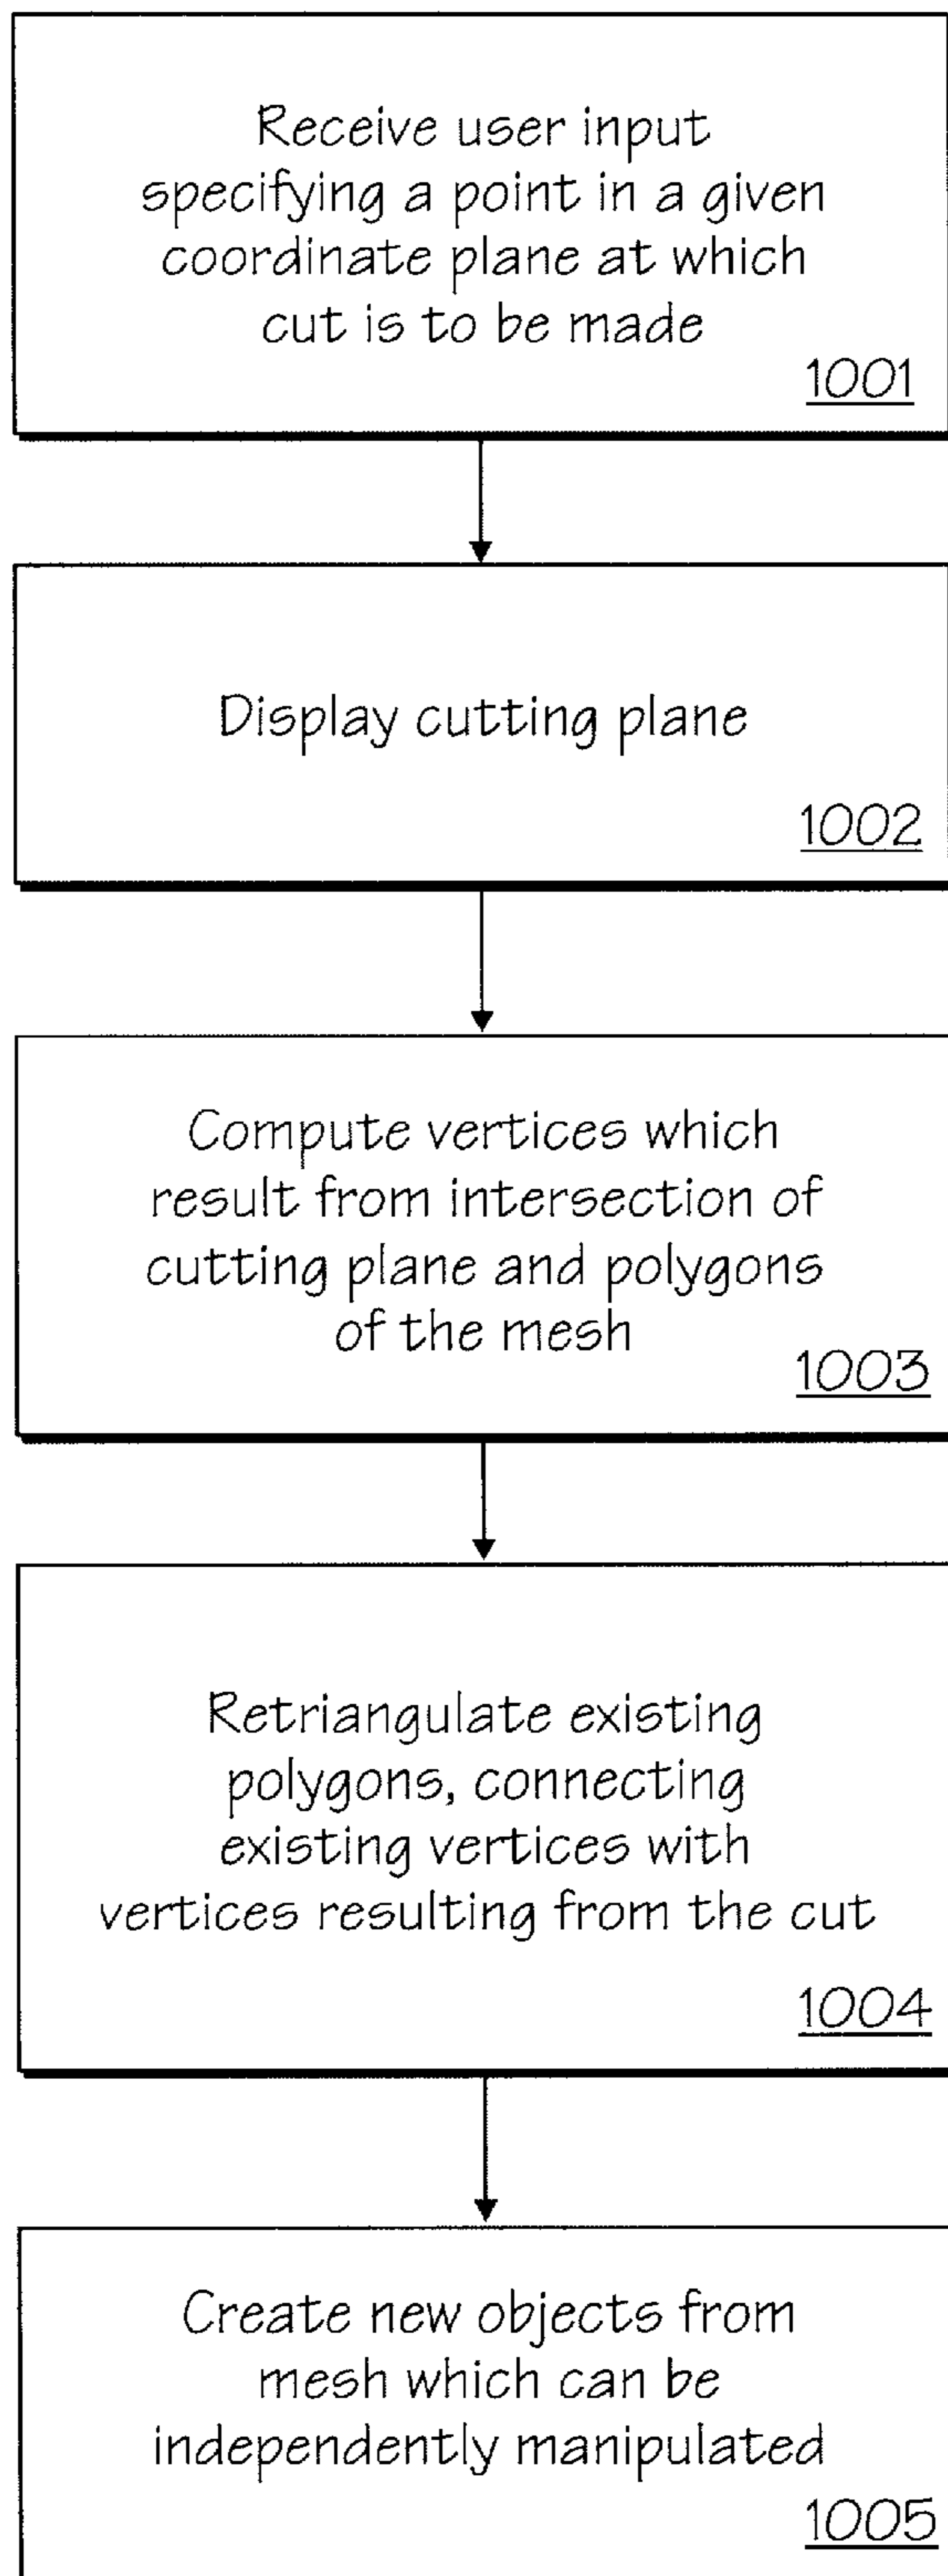 Receive user input
specifying a point in a given
coordinate plane at which
cut is to be made
1001
Display cutting plane
1002
Compute vertices which
result from intersection of
cutting plane and polygons
of the mesh
1003
Retriangulate existing
polygons, connecting
existing vertices with
vertices resulting from the cut
1004
Create new objects from
mesh which can be
independently manipulated
1005